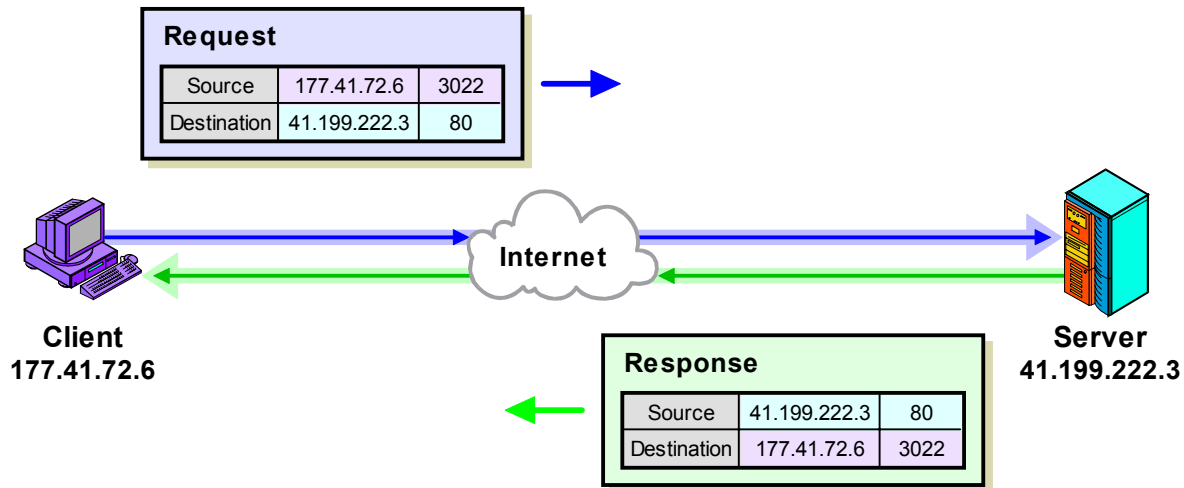 Request
Source 177.41.72.6 3022
Destination 41.199.222.3 80
Internet
Client
177.41.72.6
Server
41.199.222.3
Response
Source 41.199.222.3 80
Destination 177.41.72.6 3022